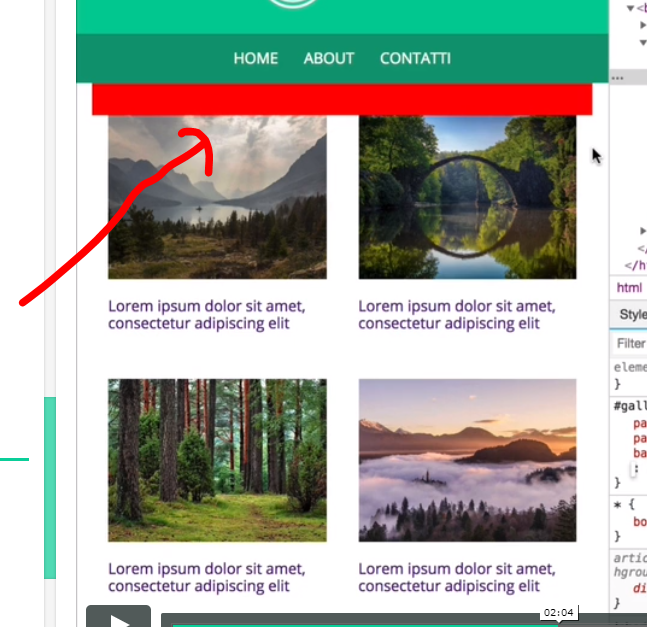 HOME ABOUT CONTATTI
Lorem ipsum dolor sit amet,
consectetur adipiscing elit
Lorem ipsum dolor sit amet,
consectetur adipiscing elit
Lorem ipsum dolor sit amet,
consectetur adipiscing elit
Lorem ipsum dolor sit amet,
consectetur adipiscing elit
02:04
▼<b
...
</
</h
html
Style
Filter
eleme
}
#gall
pa
pa
ba
;
}
* {
bo
}
artic
hgrou
di
}